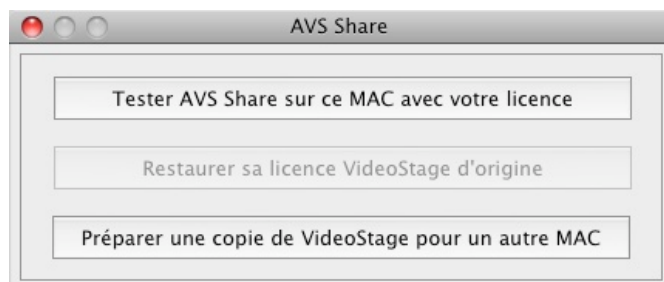 AVS Share
Tester AVS Share sur ce MAC avec votre licence
Restaurer sa licence VideoStage d'origine
Préparer une copie de VideoStage pour un autre MAC